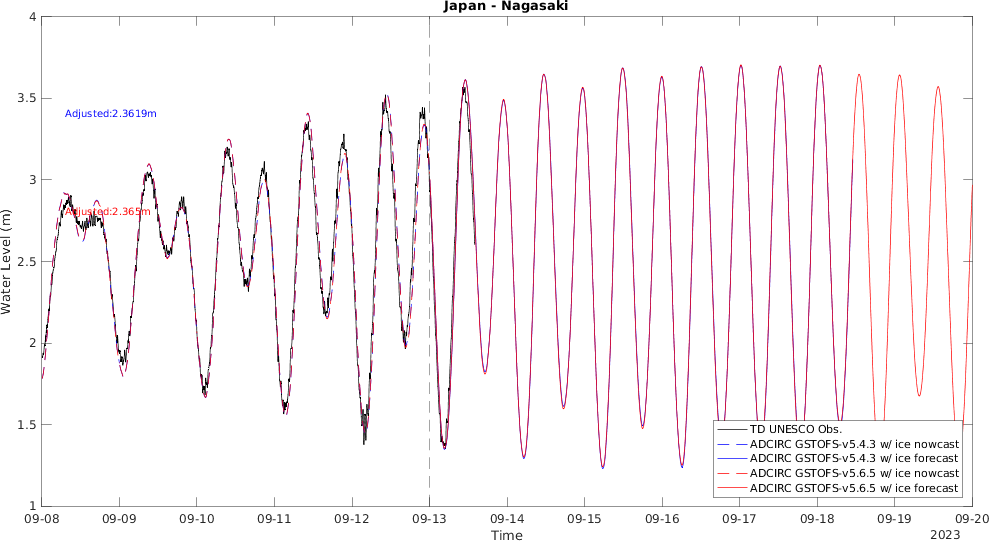 Japan - Nagasaki
4
3.5
3
2.5
2
1.5
1
Water Level (m)
Adjusted:2.3619m
Adjusted:2.365m
TD UNESCO Obs.
ADCIRC GSTOFS-v5.4.3 w/ ice nowcast
ADCIRC GSTOFS-v5.4.3 w/ ice forecast
ADCIRC GSTOFS-v5.6.5 w/ ice nowcast
ADCIRC GSTOFS-v5.6.5 w/ ice forecast
09-08 09-09 09-10 09-11 09-12 09-13 09-14 09-15 09-16 09-17 09-18 09-19 09-20
Time
2023